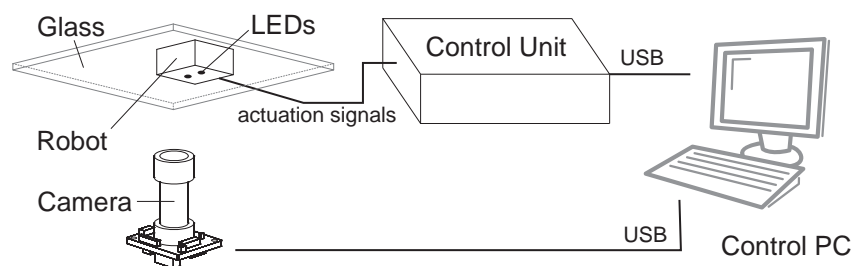 Glass
LEDs
Control Unit
USB
actuation signals
Robot
Camera
USB
Control PC